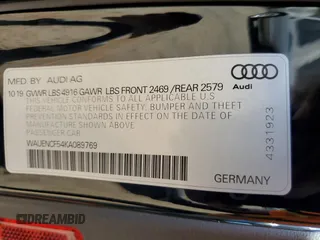 MFD BY AUDI AG
10 19 GVWR LBS 4916 GAWR LBS FRONT 2469 /REAR 2579
THIS VEHICLE CONFORMS TO ALL APPLICABLE U.S.
FEDERAL MOTOR VEHICLE SAFETY, BUMPER, AND THEFT PREVENTION
STANDARDS IN EFFECT ON THE DATE OF
MANUFACTURE SHOWN ABOVE.
PASSENGER CAR
Audi
4331923
WAUENCF54KA089769
GERMANY
DREAMBID